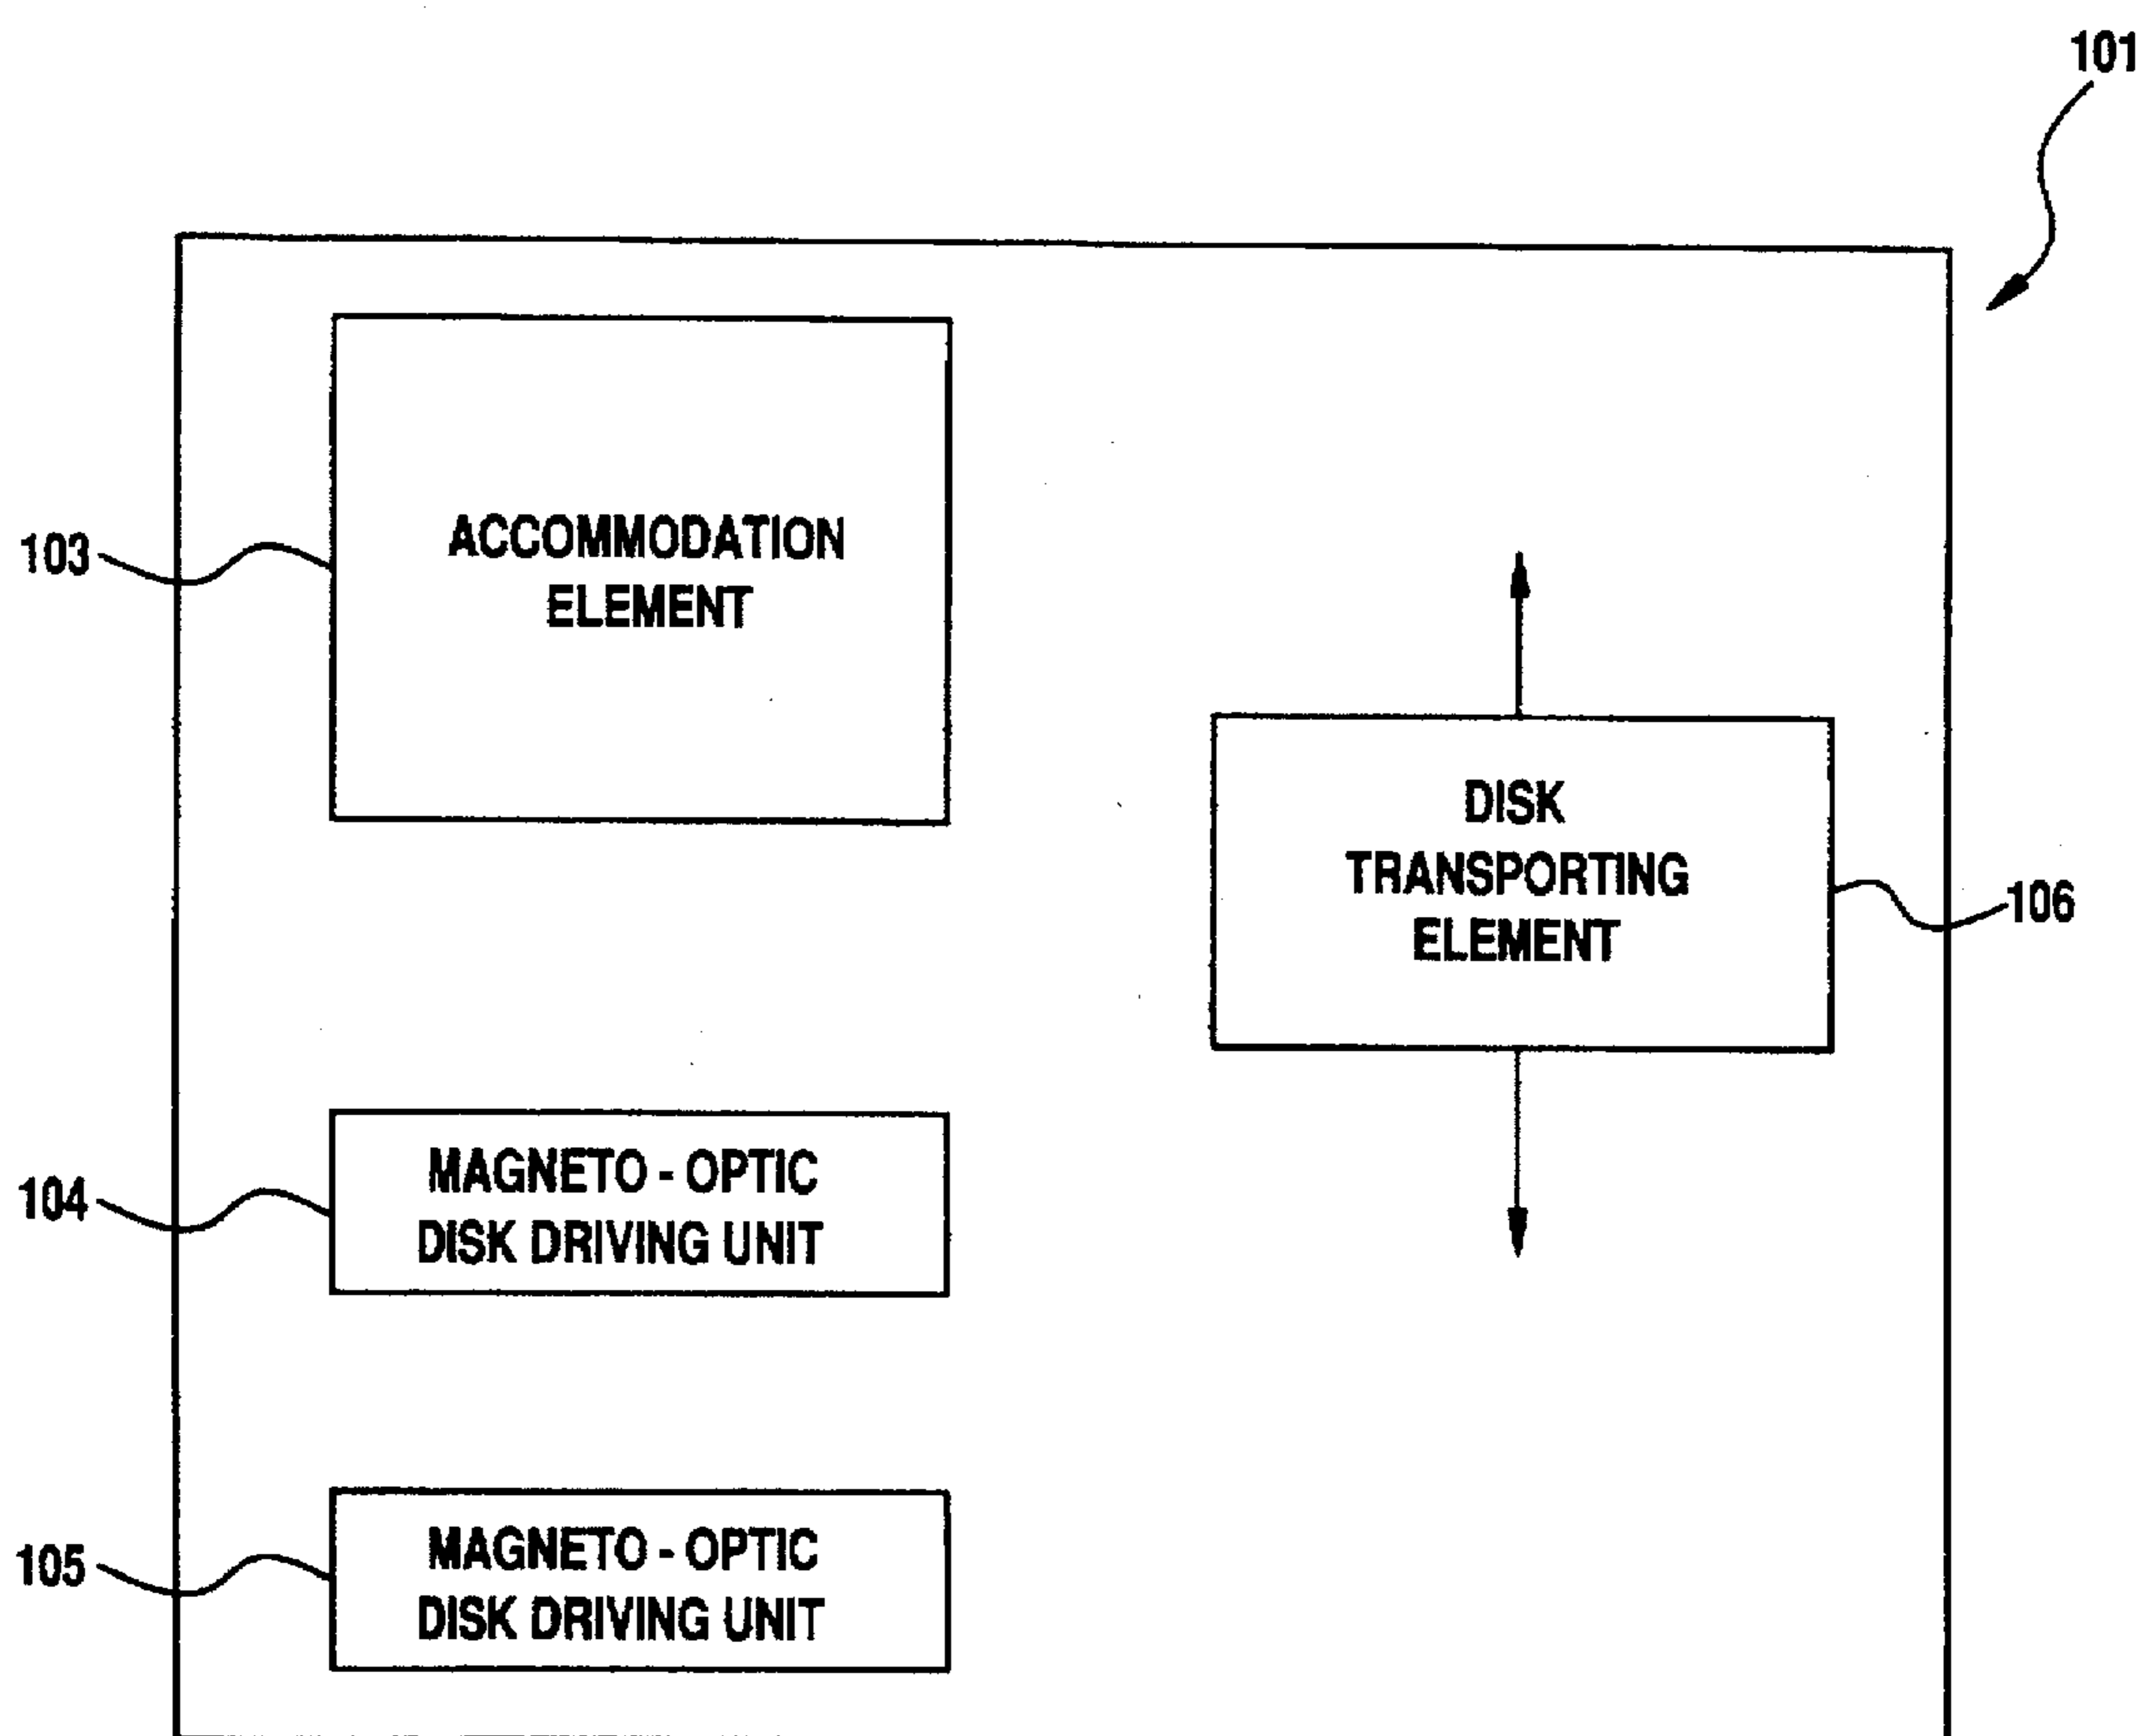 101
103
ACCOMMODATION
ELEMENT
DISK
TRANSPORTING
ELEMENT
106
104
MAGNETO - OPTIC
DISK DRIVING UNIT
105
MAGNETO - OPTIC
DISK DRIVING UNIT